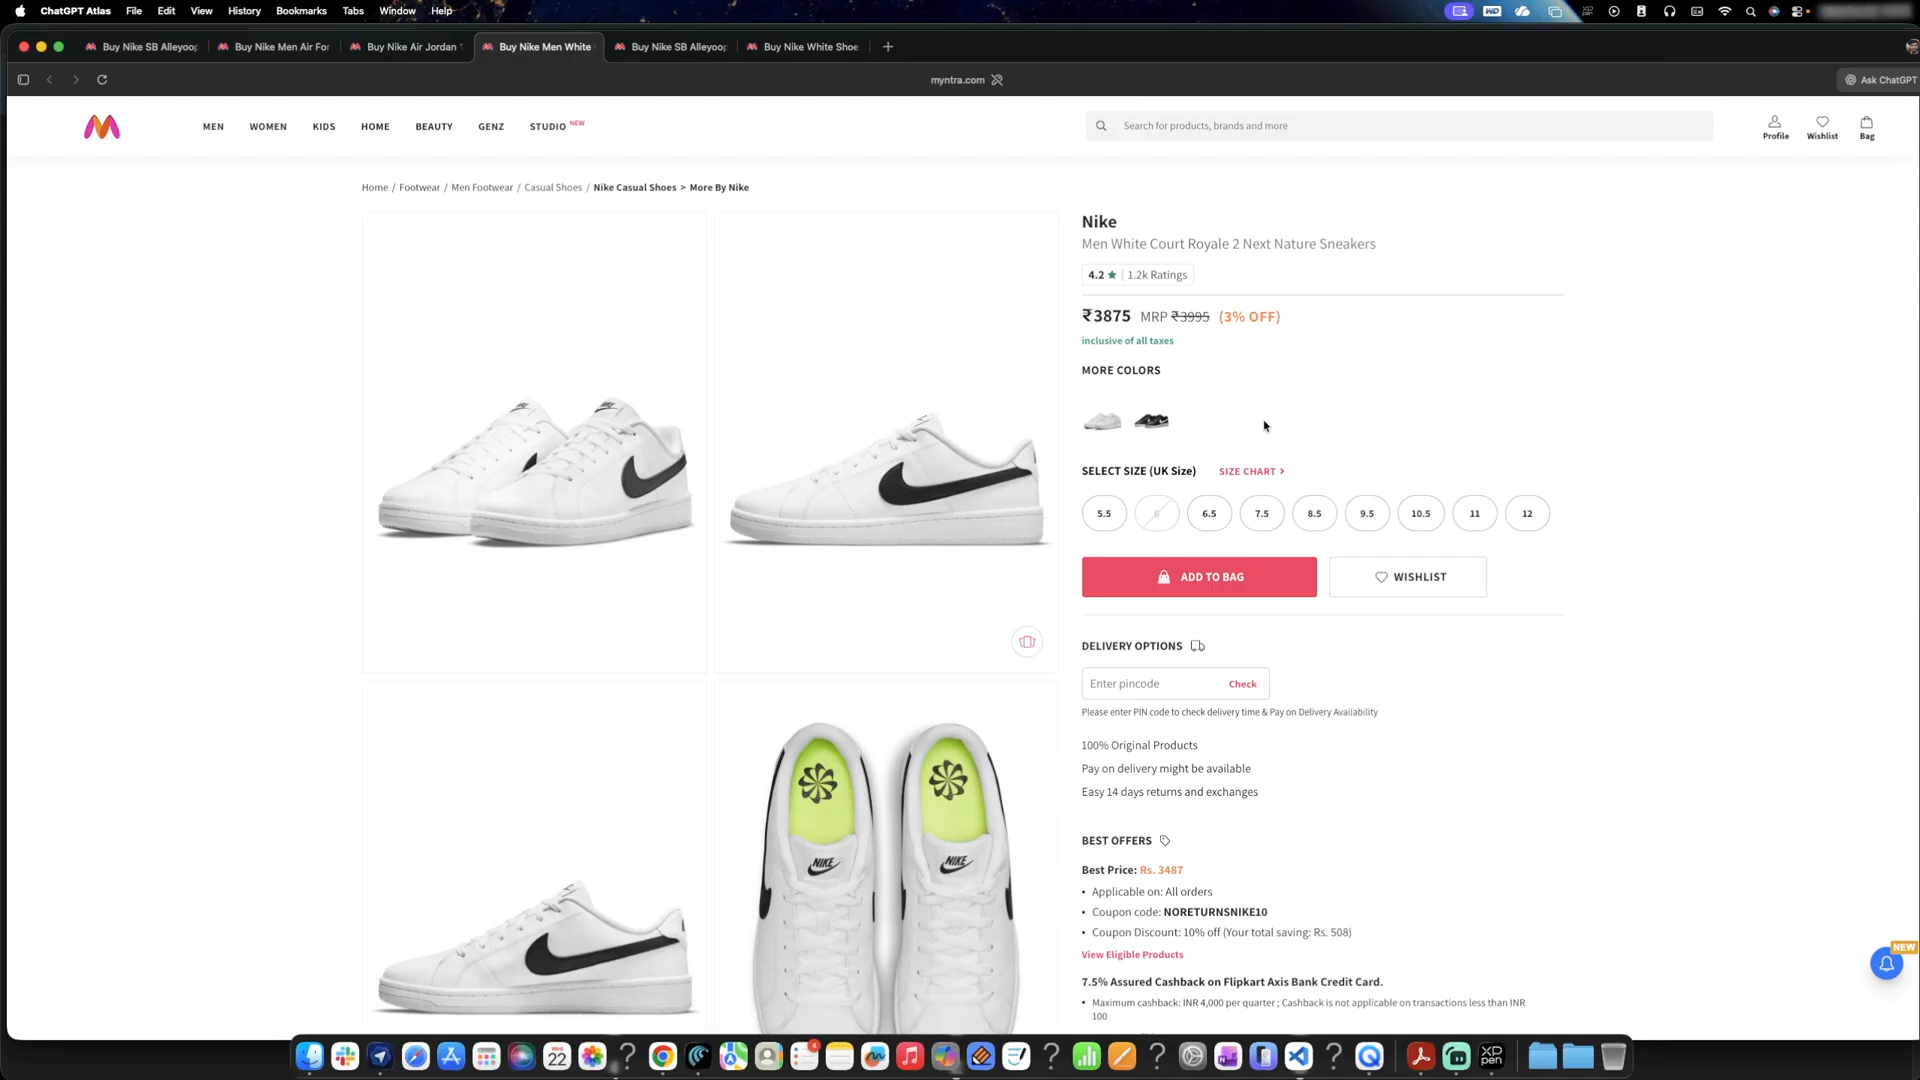 ChatGPT Atlas File Edit View History Bookmarks Tabs Window Help
Buy Nike SB Alleyoop Buy Nike Men Air For Buy Nike Air Jordan 1 Buy Nike Men White Buy Nike SB Alleyoop Buy Nike White Shoe
myntra.com
Ask ChatGPT
MEN WOMEN KIDS HOME BEAUTY GENZ STUDIO NEW
Search for products, brands and more
Profile Wishlist Bag
Home / Footwear / Men Footwear / Casual Shoes / Nike Casual Shoes > More By Nike
Nike
Men White Court Royale 2 Next Nature Sneakers
4.2 ★ | 1.2k Ratings
₹3875 MRP ₹3995 (3% OFF)
inclusive of all taxes
MORE COLORS
SELECT SIZE (UK Size) SIZE CHART >
5.5 6 6.5 7.5 8.5 9.5 10.5 11 12
ADD TO BAG
WISHLIST
DELIVERY OPTIONS
Enter pincode Check
Please enter PIN code to check delivery time & Pay on Delivery Availability
100% Original Products
Pay on delivery might be available
Easy 14 days returns and exchanges
BEST OFFERS
Best Price: Rs. 3487
• Applicable on: All orders
• Coupon code: NORETURNSNIKE10
• Coupon Discount: 10% off (Your total saving: Rs. 508)
View Eligible Products
7.5% Assured Cashback on Flipkart Axis Bank Credit Card.
• Maximum cashback: INR 4,000 per quarter ; Cashback is not applicable on transactions less than INR
100
NIKE NIKE
NEW
22
4
XP
pen